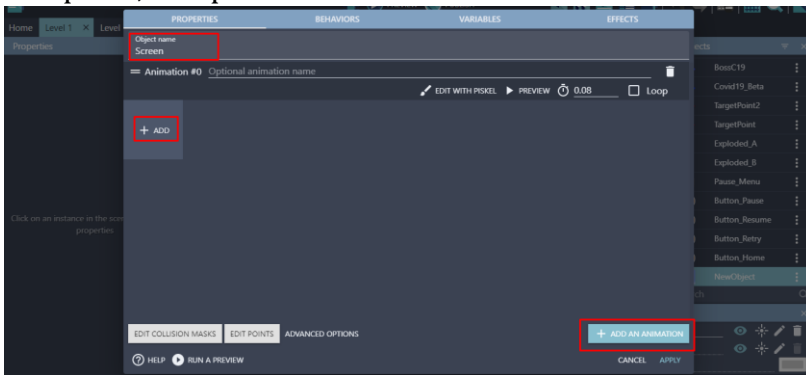 PROPERTIES BEHAVIORS VARIABLES EFFECTS
Home Level 1 × Level
Object name
Screen
Properties
Animation #0 Optional animation name
EDIT WITH PISKEL PREVIEW 0.08 Loop
+ ADD
Click on an instance in the scen
properties
ects
BossC19
Covid19_Beta
TargetPoint2
TargetPoint
Exploded_A
Exploded_B
Pause_Menu
Button_Pause
Button_Resume
Button_Retry
Button_Home
NewObject
ch
EDIT COLLISION MASKS EDIT POINTS ADVANCED OPTIONS + ADD AN ANIMATION
? HELP RUN A PREVIEW CANCEL APPLY